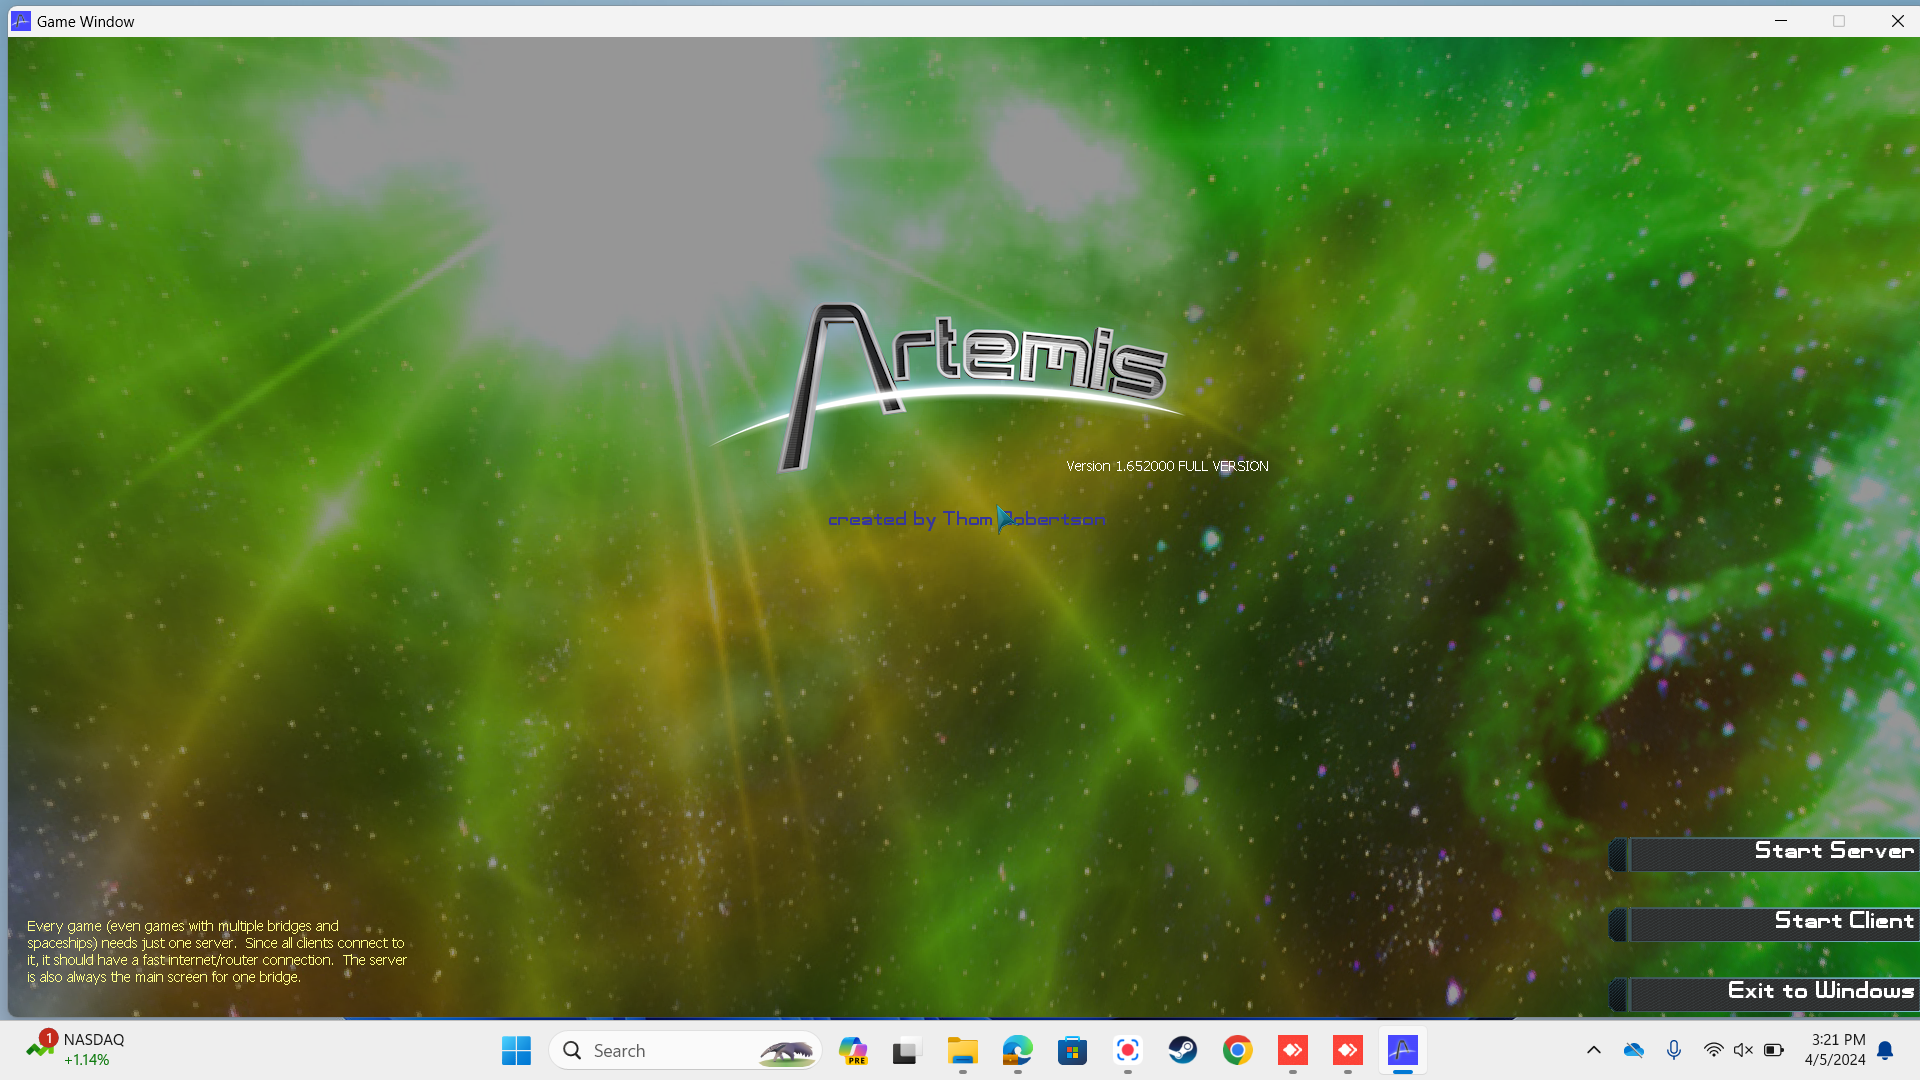 Game Window
Artemis
Version 1.652000 FULL VERSION
created by Thom Robertson
Start Server
Start Client
Exit to Windows
Every game (even games with multiple bridges and
spaceships) needs just one server. Since all clients connect to
it, it should have a fast internet/router connection. The server
is also always the main screen for one bridge.
1
NASDAQ
+1.14%
Search
PRE
3:21 PM
4/5/2024